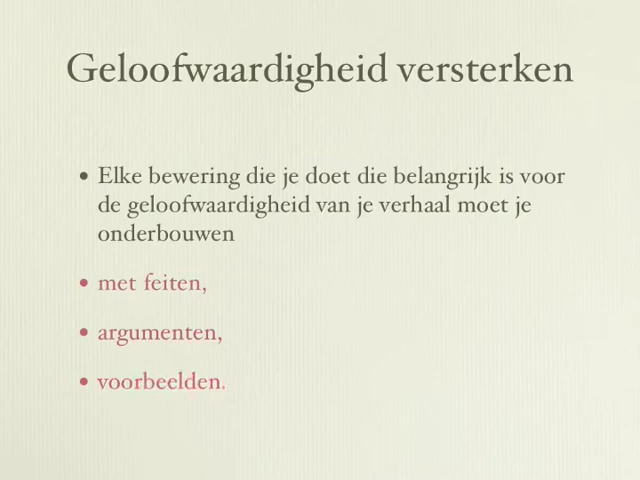 Geloofwaardigheid versterken
• Elke bewering die je doet die belangrijk is voor
de geloofwaardigheid van je verhaal moet je
onderbouwen
• met feiten,
• argumenten,
• voorbeelden.